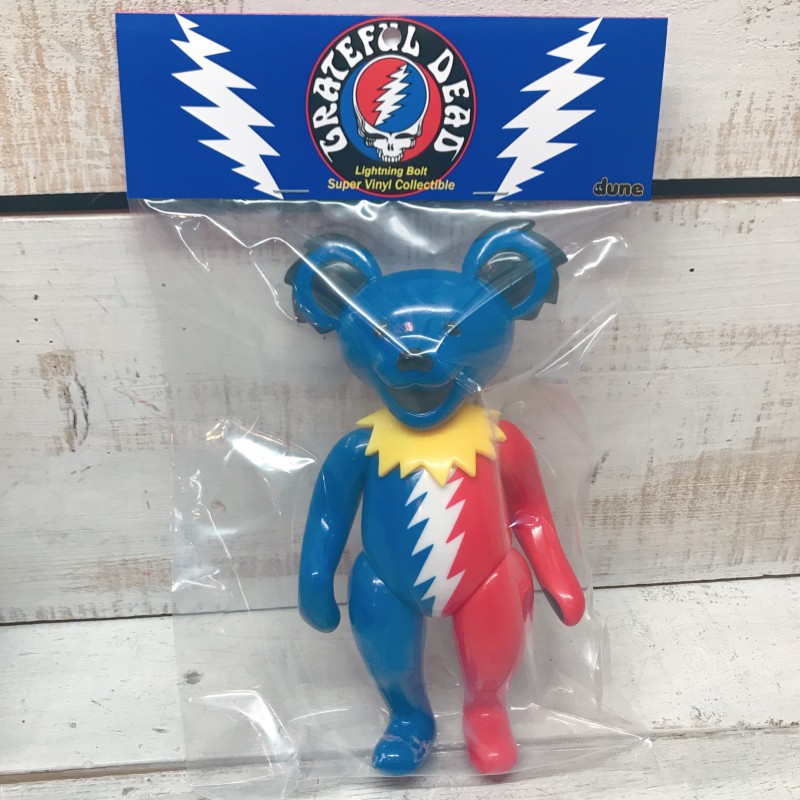 GRATEFUL DEAD
Lightning Bolt
Super Vinyl Collectible
dune